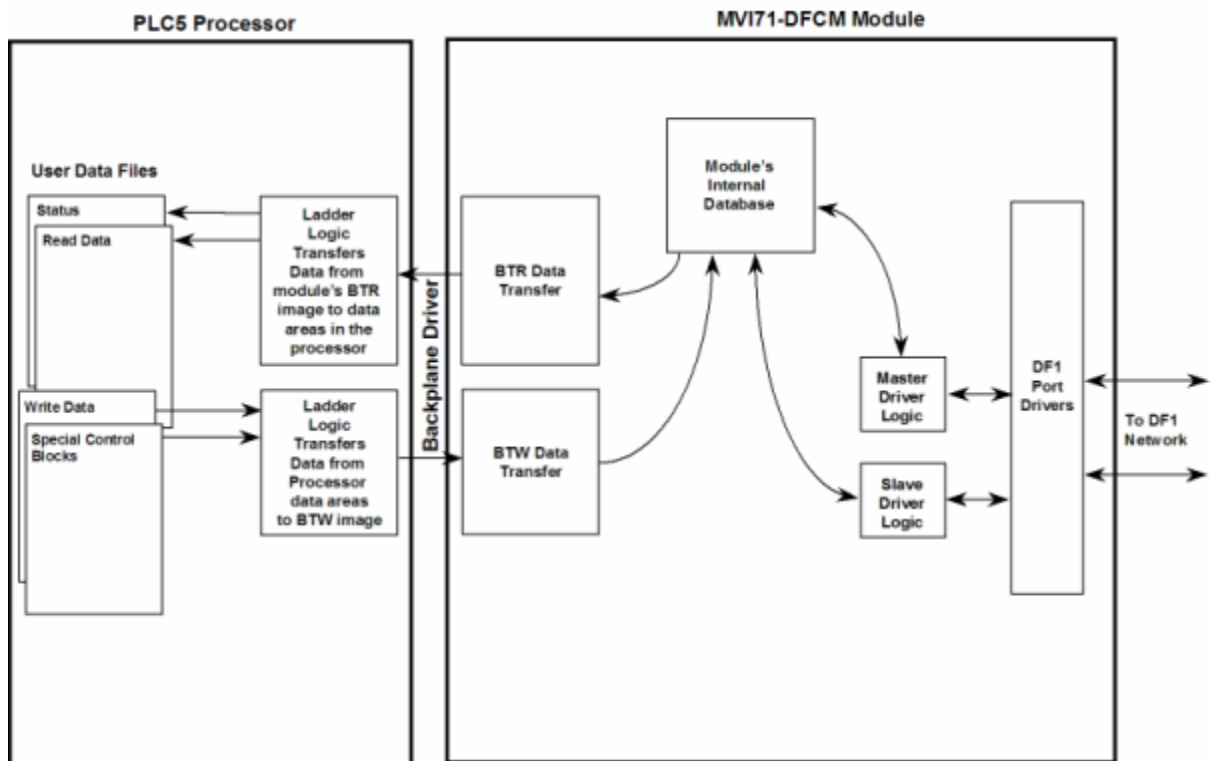 PLC5 Processor
MVI71-DFCM Module
User Data Files
Status
Read Data
Write Data
Special Control
Blocks
Ladder
Logic
Transfers
Data from
module's BTR
image to data
areas in the
processor
Ladder
Logic
Transfers
Data from
Processor
data areas
to BTW image
Backplane Driver
BTR Data
Transfer
BTW Data
Transfer
Module's
Internal
Database
Master
Driver
Logic
Slave
Driver
Logic
DF1
Port
Drivers
To DF1
Network